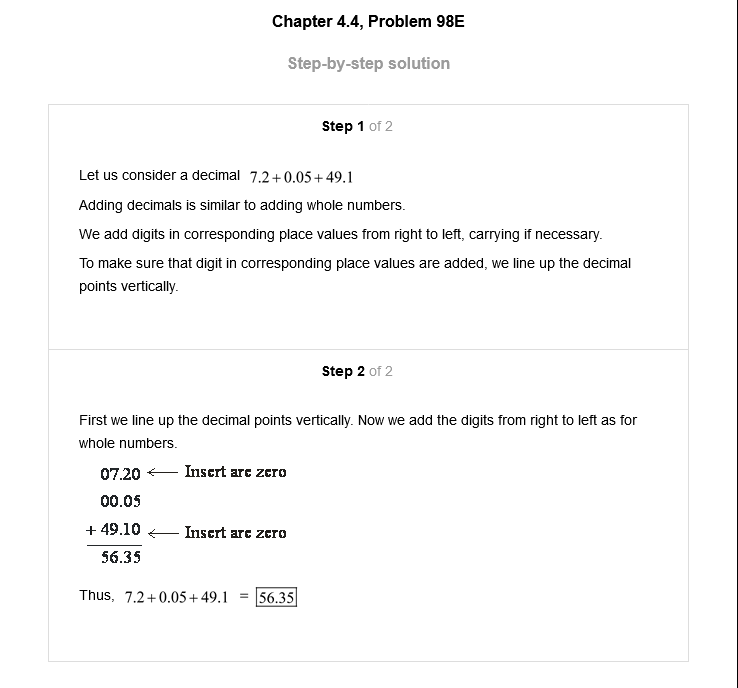 Chapter 4.4, Problem 98E
Step-by-step solution
Step 1 of 2
Let us consider a decimal 7.2+0.05+49.1
Adding decimals is similar to adding whole numbers.
We add digits in corresponding place values from right to left, carrying if necessary.
To make sure that digit in corresponding place values are added, we line up the decimal
points vertically.
Step 2 of 2
First we line up the decimal points vertically. Now we add the digits from right to left as for
whole numbers.
07.20 ← Insert are zero
00.05
+ 49.10 ← Insert are zero
56.35
Thus, 7.2+0.05+49.1 = 56.35